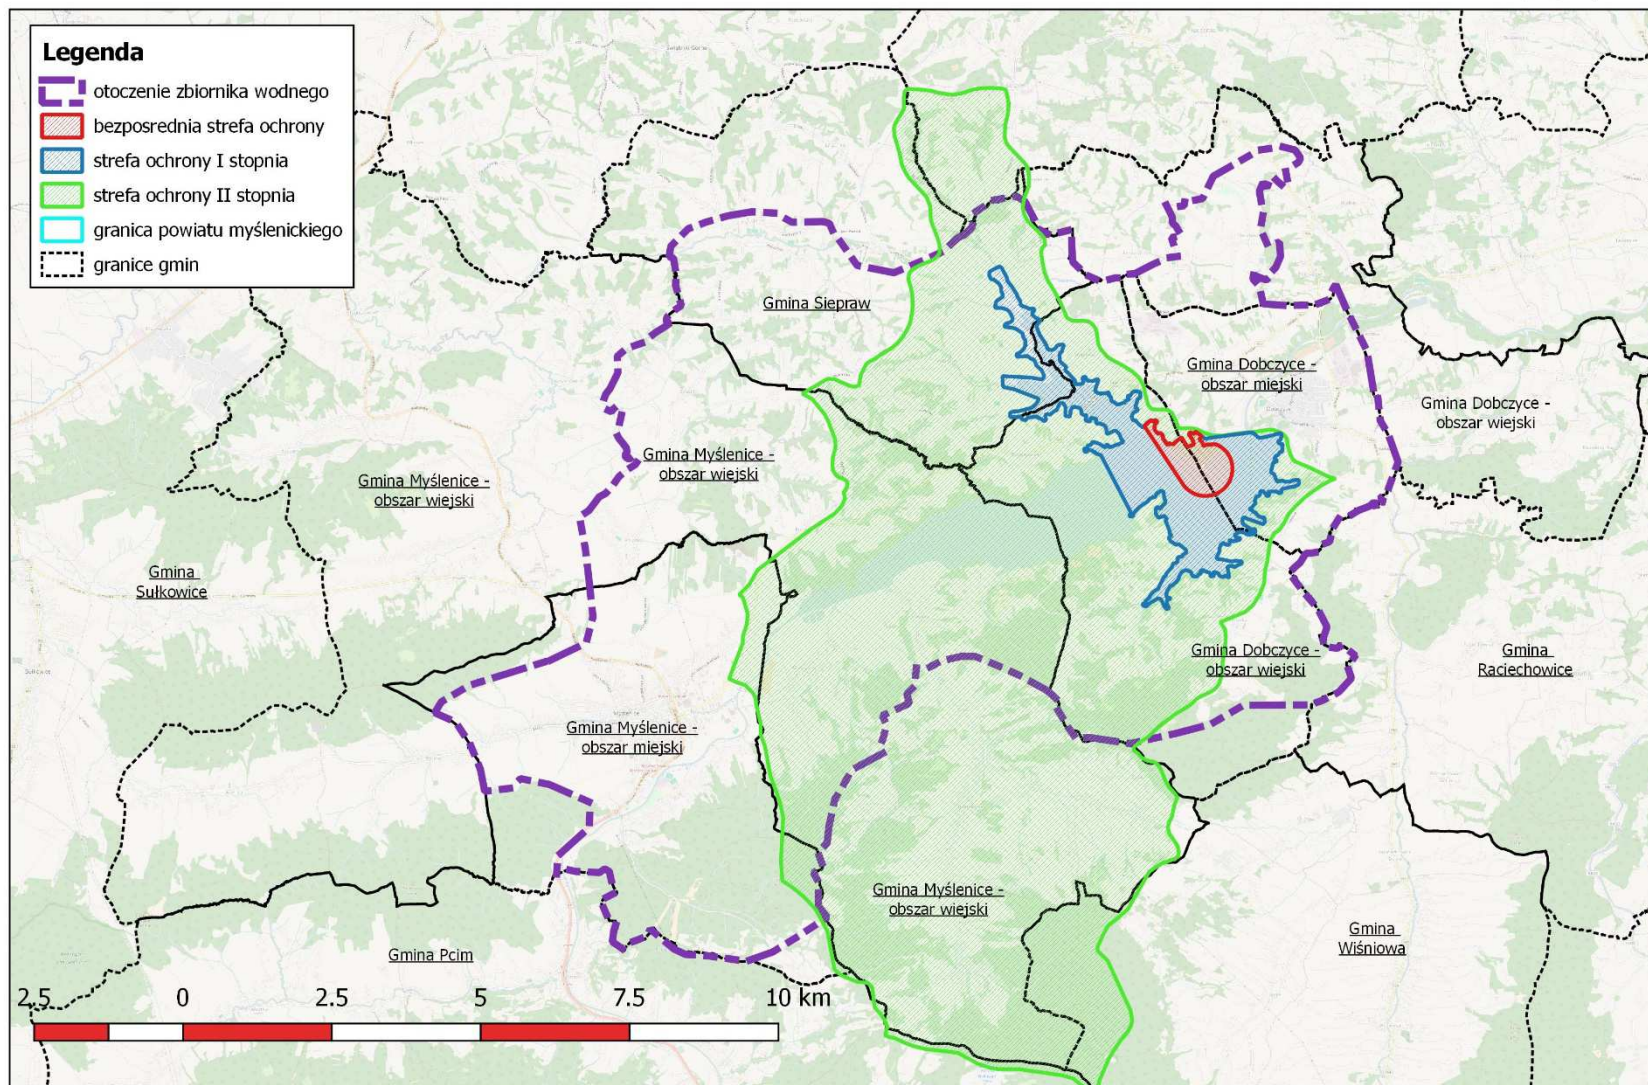 Legenda
otoczenie zbiornika wodnego
bezposrednia strefa ochrony
strefa ochrony I stopnia
strefa ochrony II stopnia
granica powiatu myślenickiego
granice gmin
Gmina Siepraw
Gmina Dobczyce -
obszar miejski
Gmina Dobczyce -
obszar wiejski
Gmina Myślenice -
obszar wiejski
Gmina Myślenice -
obszar wiejski
Gmina
Sułkowice
Gmina Dobczyce -
obszar wiejski
Gmina
Raciechowice
Gmina Myślenice -
obszar miejski
Gmina Myślenice -
obszar wiejski
Gmina
Wiśniowa
Gmina Pcim
2.5 0 2.5 5 7.5 10 km